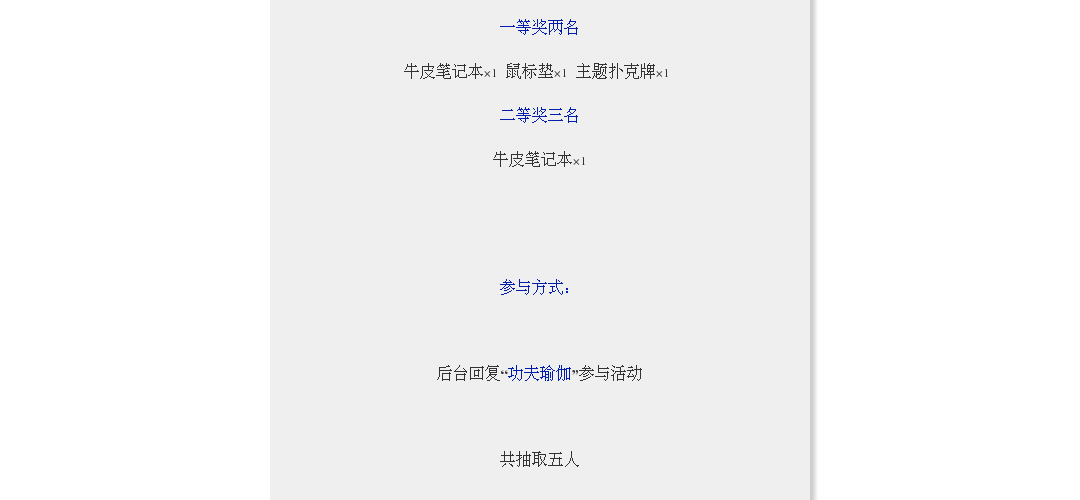 一等奖两名
牛皮笔记本×1 鼠标垫×1 主题扑克牌×1
二等奖三名
牛皮笔记本×1
参与方式：
后台回复“功夫瑜伽”参与活动
共抽取五人